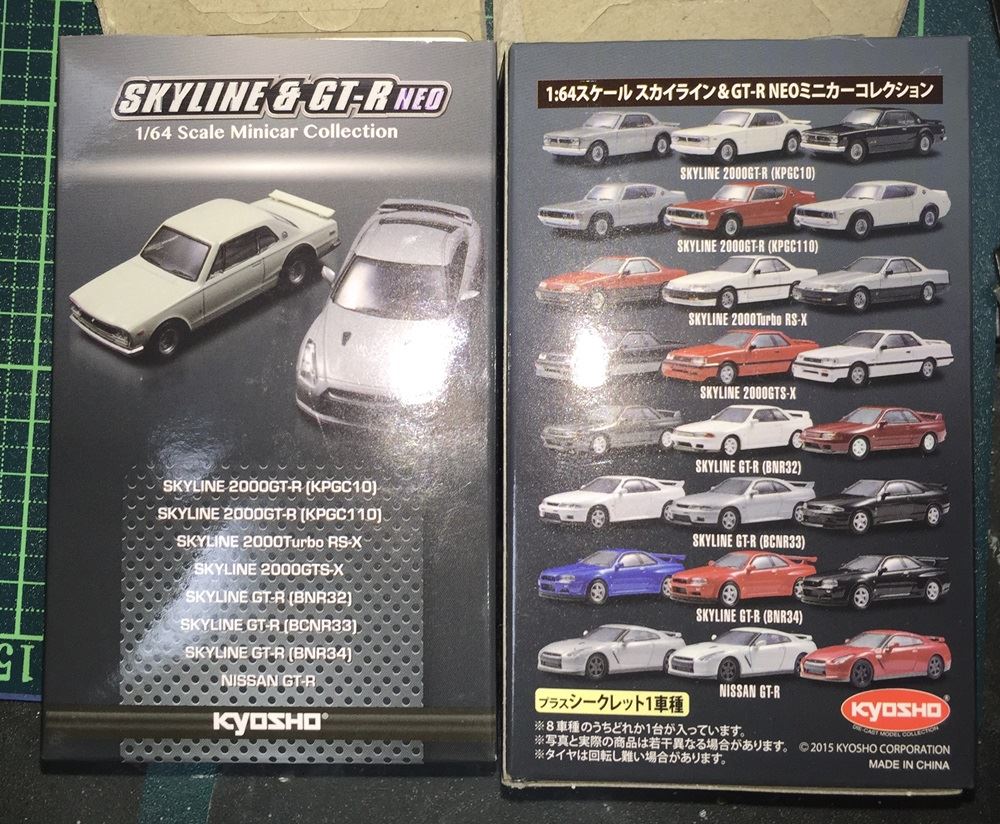 SKYLINE & GT-R NEO
1/64 Scale Minicar Collection
SKYLINE 2000GT-R (KPGC10)
SKYLINE 2000GT-R (KPGC110)
SKYLINE 2000Turbo RS-X
SKYLINE 2000GTS-X
SKYLINE GT-R (BNR32)
SKYLINE GT-R (BCNR33)
SKYLINE GT-R (BNR34)
NISSAN GT-R
KYOSHO®
1:64スケール スカイライン&GT-R NEOミニカーコレクション
SKYLINE 2000GT-R (KPGC10)
SKYLINE 2000GT-R (KPGC110)
SKYLINE 2000Turbo RS-X
SKYLINE 2000GTS-X
SKYLINE GT-R (BNR32)
SKYLINE GT-R (BCNR33)
SKYLINE GT-R (BNR34)
NISSAN GT-R
プラスシークレット1車種
※8車種のうちどれか1台が入っています。
※写真と実際の商品は若干異なる場合があります。
※タイヤは回転し難い場合があります。
KYOSHO®
DIE-CAST MODEL COLLECTION
© 2015 KYOSHO CORPORATION
MADE IN CHINA
15